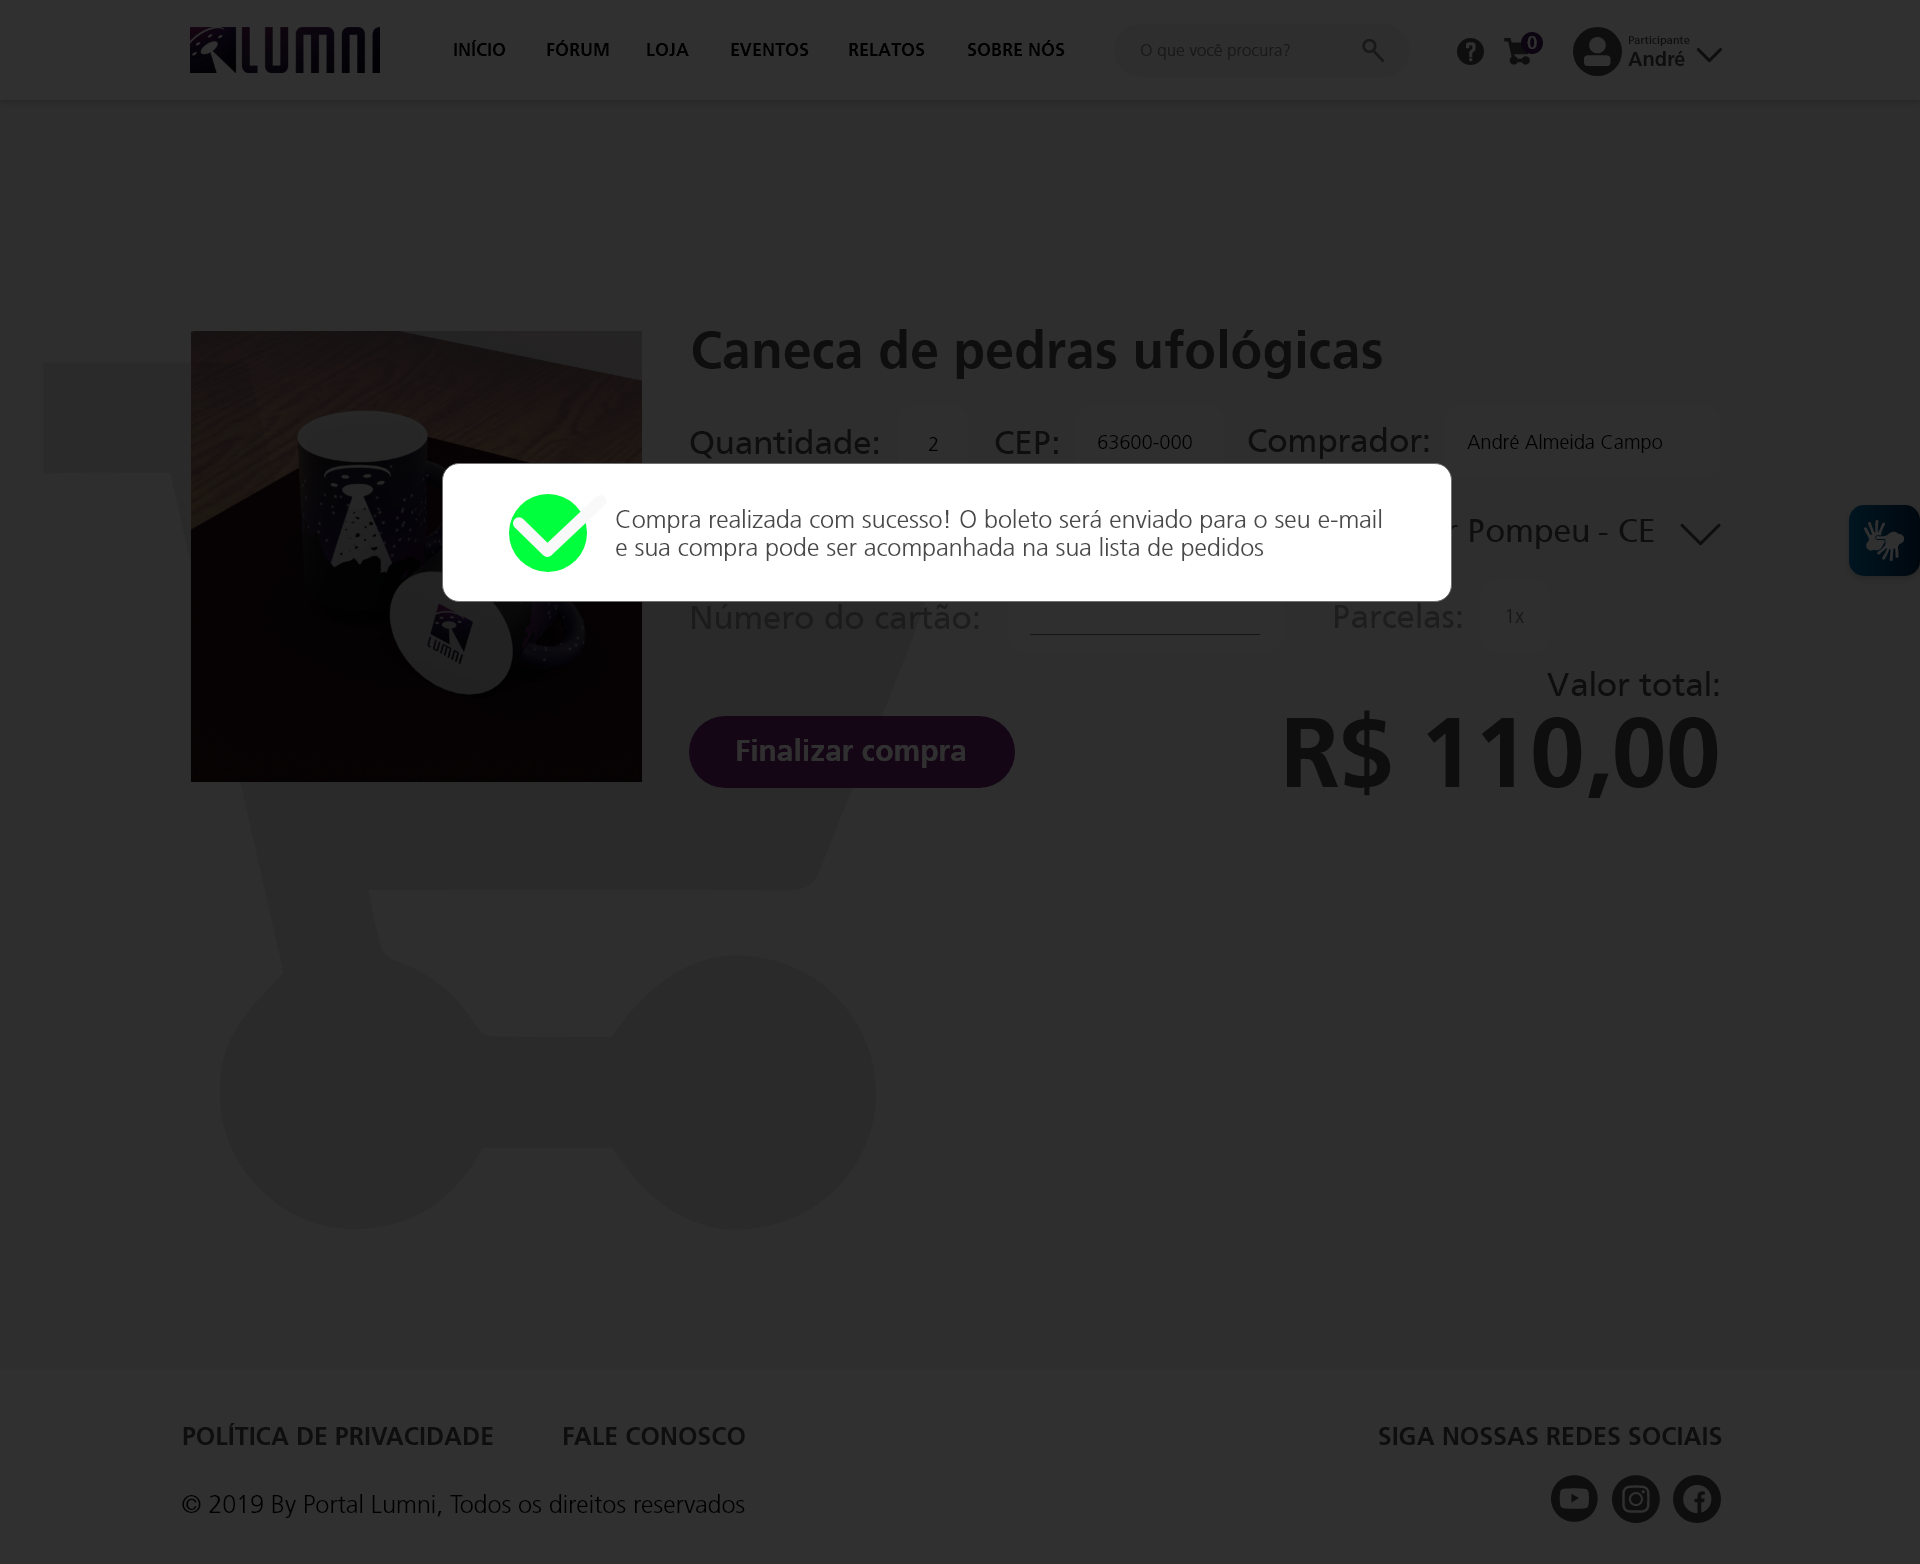 LUMNI
INÍCIO FÓRUM LOJA EVENTOS RELATOS SOBRE NÓS
O que você procura?
0
Participante
André
Caneca de pedras ufológicas
Quantidade: 2 CEP: 63600-000 Comprador: André Almeida Campo
Compra realizada com sucesso! O boleto será enviado para o seu e-mail
e sua compra pode ser acompanhada na sua lista de pedidos
Pompeu - CE
LUMNI
Número do cartão: Parcelas: 1x
Valor total:
Finalizar compra R$ 110,00
POLÍTICA DE PRIVACIDADE FALE CONOSCO SIGA NOSSAS REDES SOCIAIS
© 2019 By Portal Lumni, Todos os direitos reservados